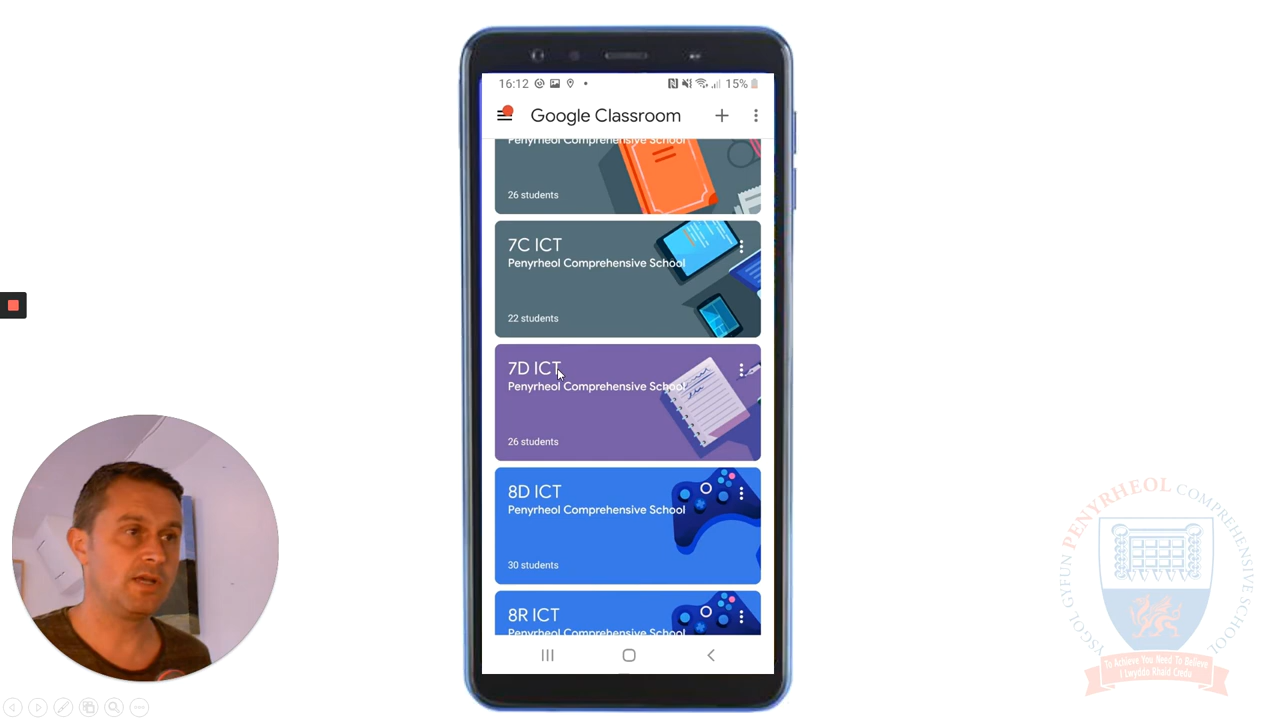 16:12
15%
Google Classroom
Penyrheol Comprehensive School
26 students
7C ICT
Penyrheol Comprehensive School
22 students
7D ICT
Penyrheol Comprehensive School
26 students
8D ICT
Penyrheol Comprehensive School
30 students
8R ICT
Penyrheol Comprehensive School
YSGOL GYFUN PENYRHEOL COMPREHENSIVE SCHOOL
To Achieve You Need To Believe
I Lwyddo Rhaid Credu